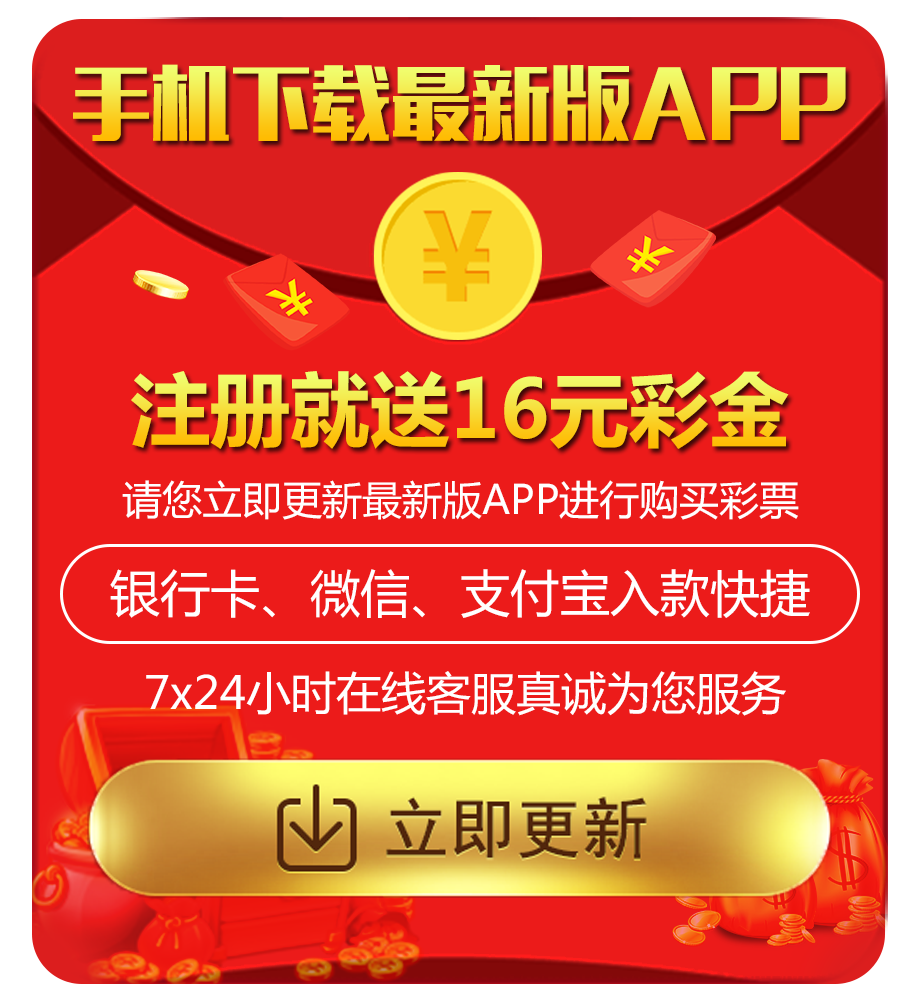 手机下载最新版APP
¥
¥
¥
注册就送16元彩金
请您立即更新最新版APP进行购买彩票
银行卡、微信、支付宝入款快捷
7x24小时在线客服真诚为您服务
立即更新
$